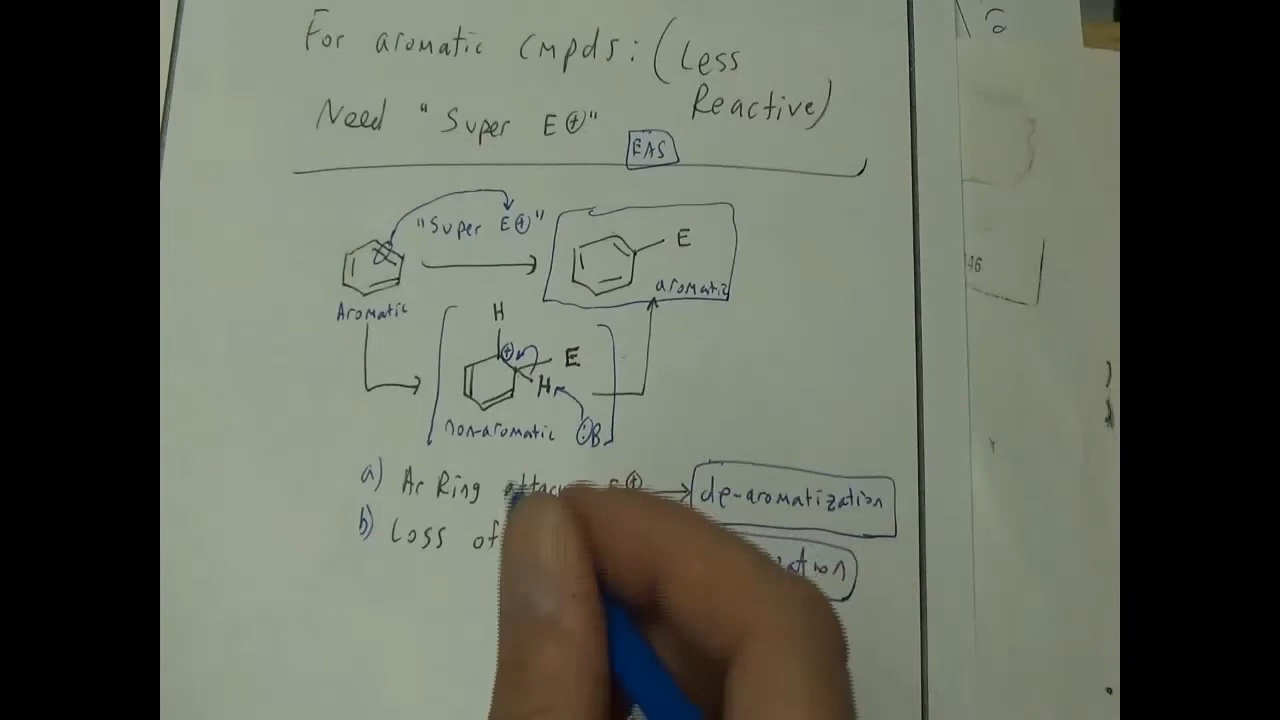 For aromatic cmpds: (Less
Reactive)
Need "Super E⊕"
EAS
"Super E⊕"
E
aromatic
Aromatic
H
⊕
E
H
non-aromatic
:B
a) Ar Ring E⊕ → de-aromatization
b) Loss of
46